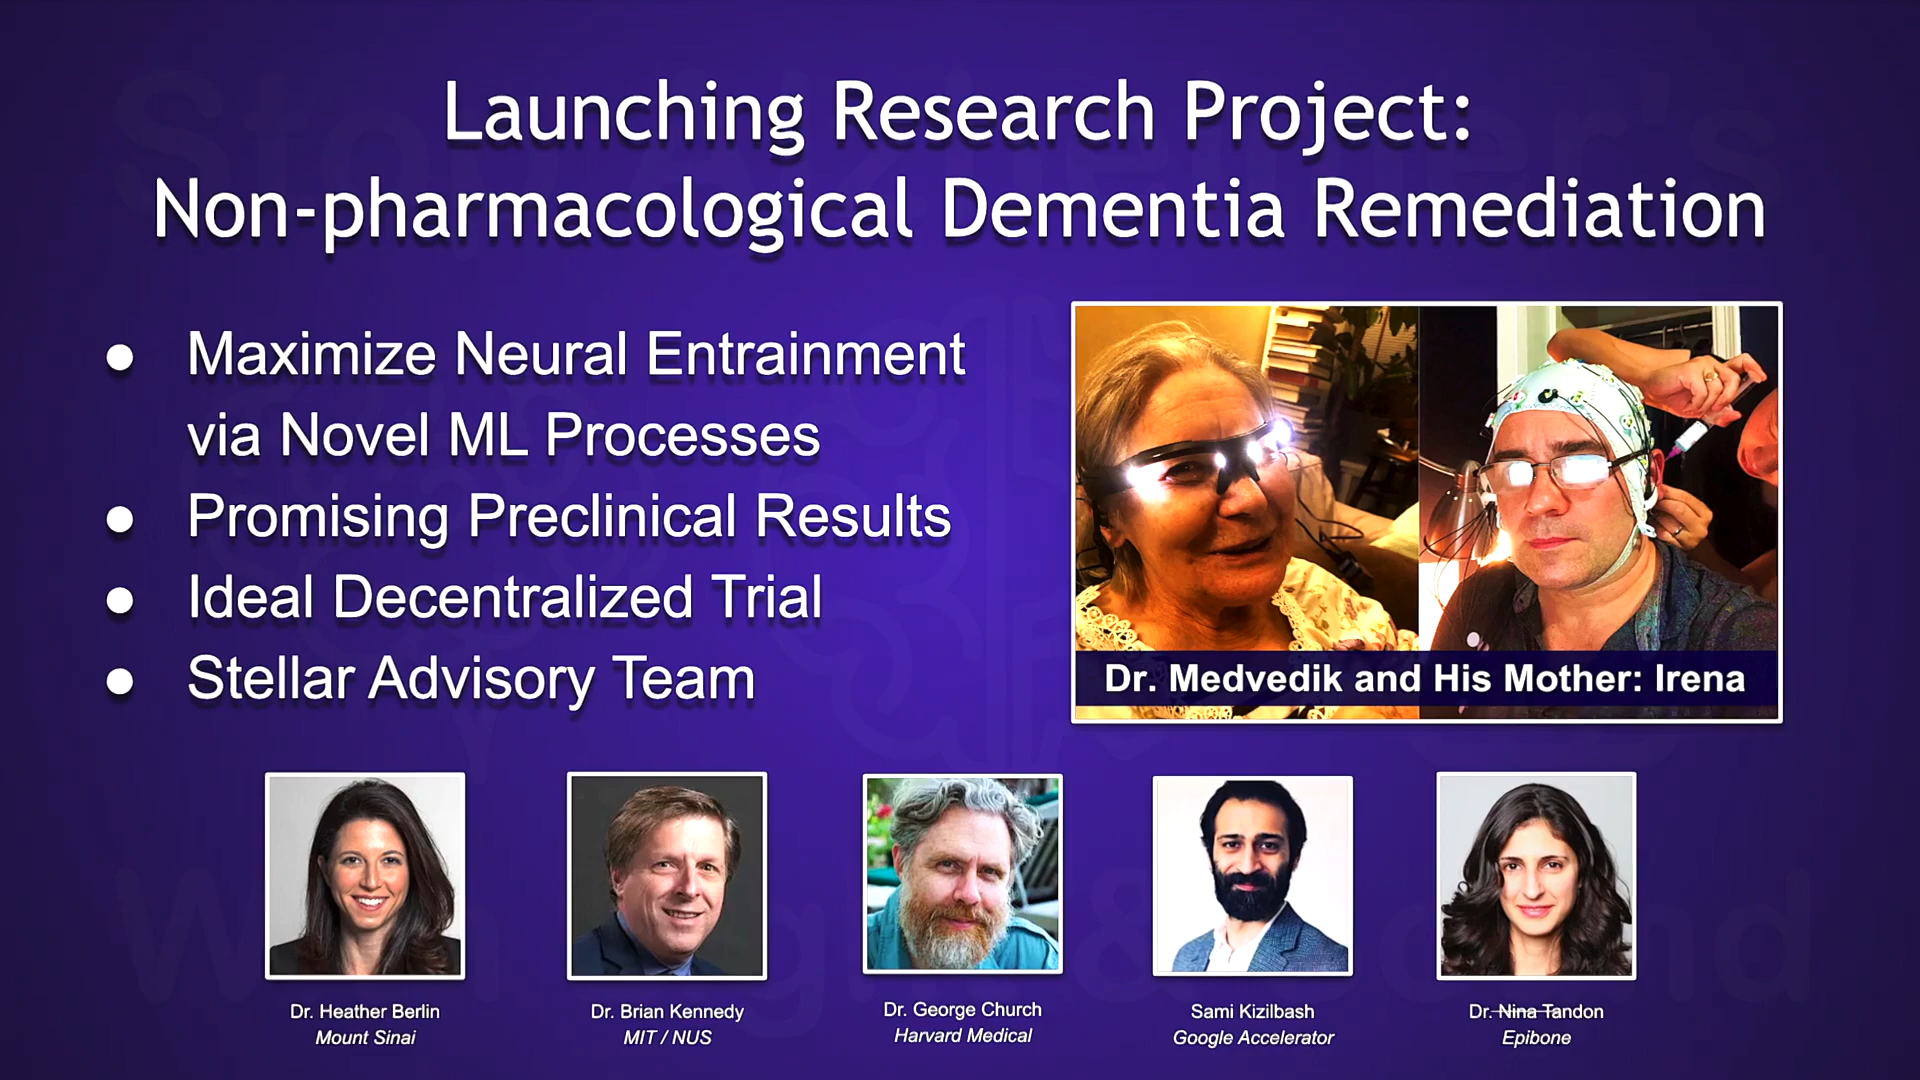 Launching Research Project:
Non-pharmacological Dementia Remediation
● Maximize Neural Entrainment
via Novel ML Processes
● Promising Preclinical Results
● Ideal Decentralized Trial
● Stellar Advisory Team
Dr. Medvedik and His Mother: Irena
Dr. Heather Berlin
Mount Sinai
Dr. Brian Kennedy
MIT / NUS
Dr. George Church
Harvard Medical
Sami Kizilbash
Google Accelerator
Dr. Nina Tandon
Epibone